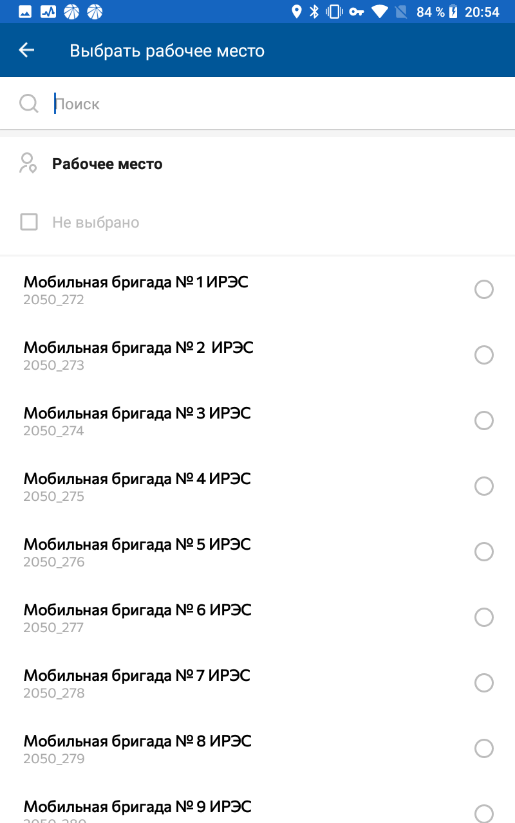 84 % 20:54
Выбрать рабочее место
Поиск
Рабочее место
Не выбрано
Мобильная бригада № 1 ИРЭС
2050_272
Мобильная бригада № 2 ИРЭС
2050_273
Мобильная бригада № 3 ИРЭС
2050_274
Мобильная бригада № 4 ИРЭС
2050_275
Мобильная бригада № 5 ИРЭС
2050_276
Мобильная бригада № 6 ИРЭС
2050_277
Мобильная бригада № 7 ИРЭС
2050_278
Мобильная бригада № 8 ИРЭС
2050_279
Мобильная бригада № 9 ИРЭС